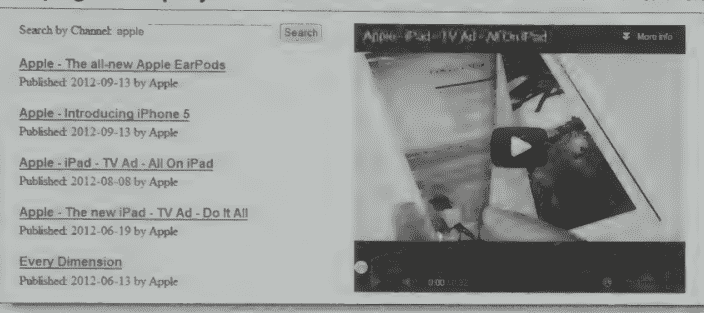 Search by Channel: apple
Search
Apple - The all-new Apple EarPods
Published: 2012-09-13 by Apple
Apple - Introducing iPhone 5
Published: 2012-09-13 by Apple
Apple - iPad - TV Ad - All On iPad
Published: 2012-08-08 by Apple
Apple - The new iPad - TV Ad - Do It All
Published: 2012-06-19 by Apple
Every Dimension
Published: 2012-06-13 by Apple
Apple - iPad - TV Ad - All On iPad
More info
0:00